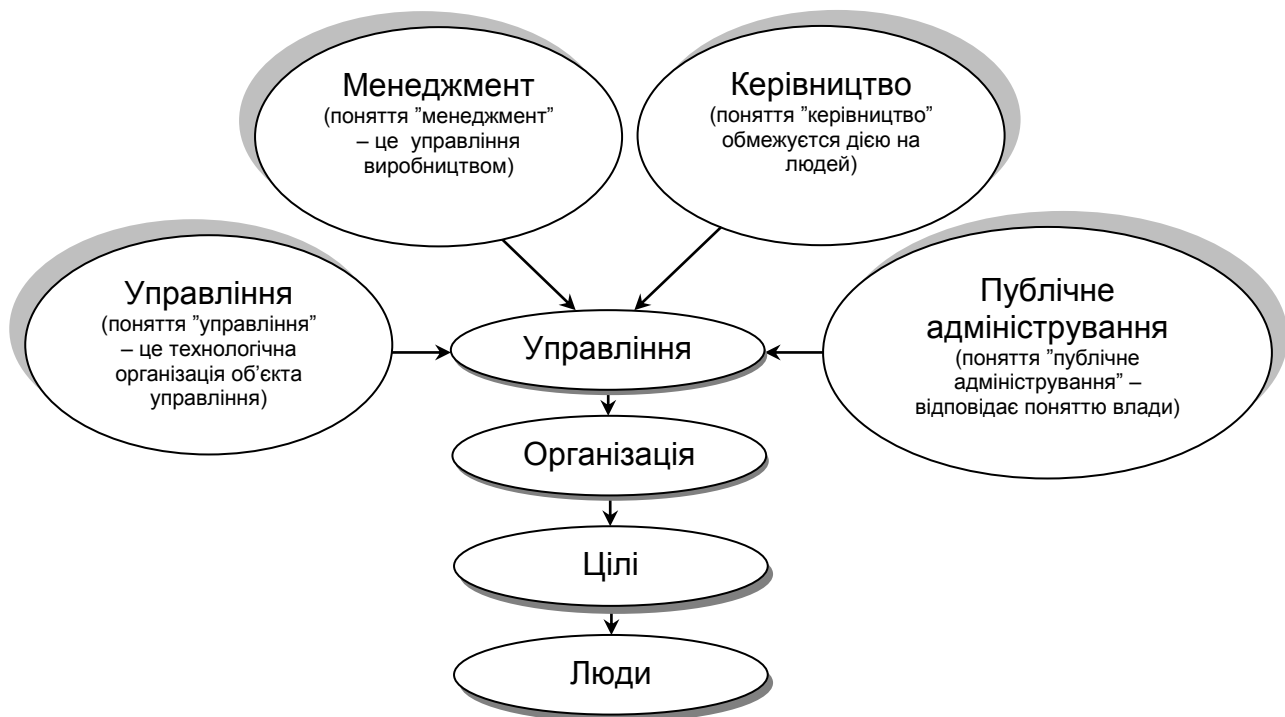 Менеджмент
(поняття ”менеджмент”
– це управління
виробництвом)
Керівництво
(поняття ”керівництво”
обмежуєтся дією на
людей)
Управління
(поняття ”управління”
– це технологічна
організація об’єкта
управління)
Публічне
адміністрування
(поняття ”публічне
адміністрування” –
відповідає поняттю влади)
Управління
Організація
Цілі
Люди